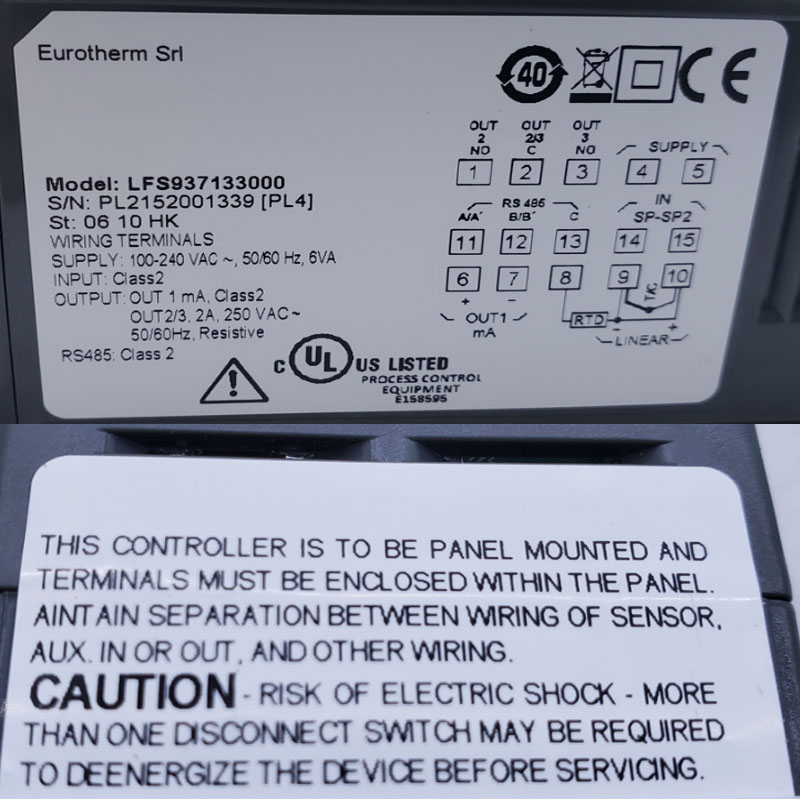 Eurotherm Srl
40
CE
Model: LFS937133000
S/N: PL2152001339 [PL4]
St: 06 10 HK
WIRING TERMINALS
SUPPLY: 100-240 VAC ~, 50/60 Hz, 6VA
INPUT: Class2
OUTPUT: OUT 1 mA, Class2
OUT2/3, 2A, 250 VAC~
50/60Hz, Resistive
RS485: Class 2
OUT OUT OUT
2 2/3 3
NO C NO SUPPLY
1 2 3 4 5
RS 485 IN
A/A' B/B' C SP-SP2
11 12 13 14 15
6 7 8 9 10
+ - T/C
OUT1 RTD - +
mA LINEAR
C UL US LISTED
PROCESS CONTROL
EQUIPMENT
E158595
THIS CONTROLLER IS TO BE PANEL MOUNTED AND
TERMINALS MUST BE ENCLOSED WITHIN THE PANEL.
AINTAIN SEPARATION BETWEEN WIRING OF SENSOR,
AUX. IN OR OUT, AND OTHER WIRING.
CAUTION - RISK OF ELECTRIC SHOCK - MORE
THAN ONE DISCONNECT SWITCH MAY BE REQUIRED
TO DEENERGIZE THE DEVICE BEFORE SERVICING.